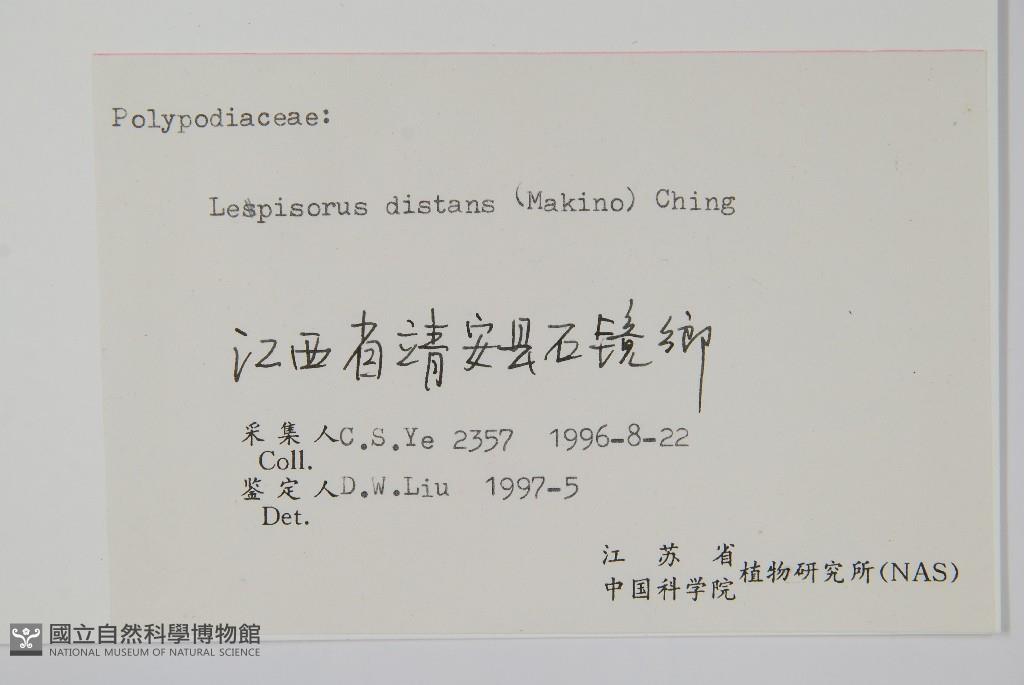 Polypodiaceae:
Lespisorus distans (Makino) Ching
江西省靖安县石镜鄉
采集人C.S.Ye 2357 1996-8-22
Coll.
鉴定人D.W.Liu 1997-5
Det.
江苏省
中国科学院植物研究所(NAS)
國立自然科學博物館
NATIONAL MUSEUM OF NATURAL SCIENCE